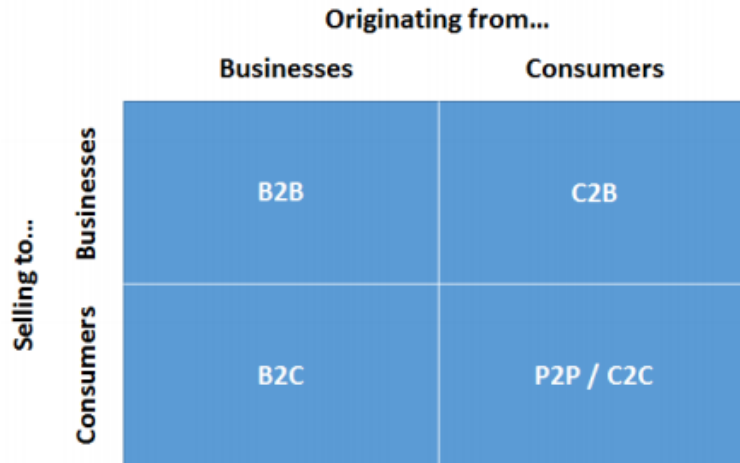 Originating from...
Businesses
Consumers
Selling to...
Businesses
B2B
C2B
Consumers
B2C
P2P / C2C